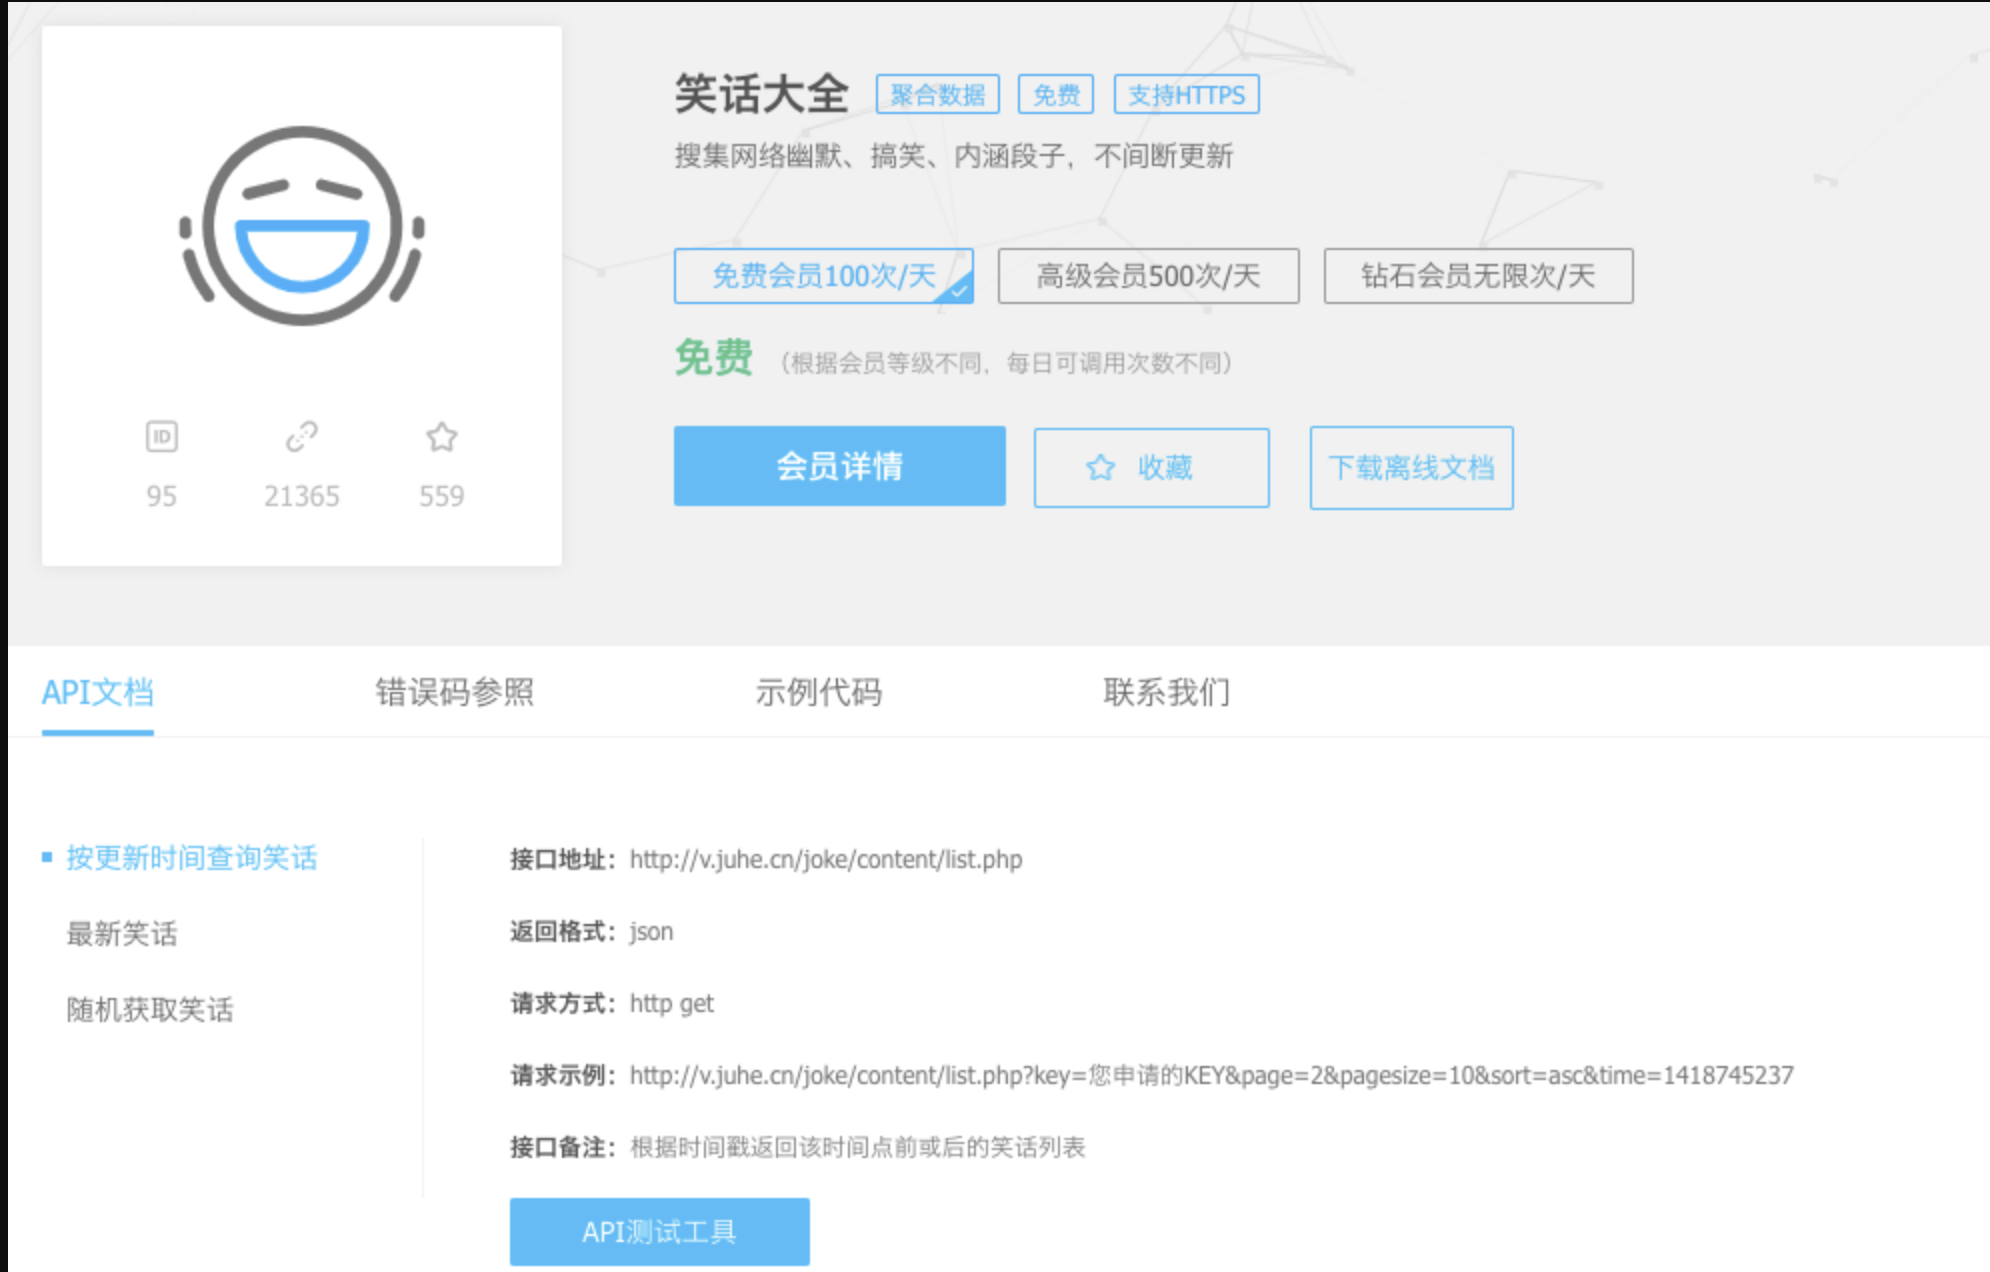 笑话大全 聚合数据 免费 支持HTTPS
搜集网络幽默、搞笑、内涵段子，不间断更新
免费会员100次/天 高级会员500次/天 钻石会员无限次/天
免费 （根据会员等级不同，每日可调用次数不同）
会员详情 收藏 下载离线文档
ID
95 21365 559
API文档 错误码参照 示例代码 联系我们
按更新时间查询笑话
最新笑话
随机获取笑话
接口地址：http://v.juhe.cn/joke/content/list.php
返回格式：json
请求方式：http get
请求示例：http://v.juhe.cn/joke/content/list.php?key=您申请的KEY&page=2&pagesize=10&sort=asc&time=1418745237
接口备注：根据时间戳返回该时间点前或后的笑话列表
API测试工具